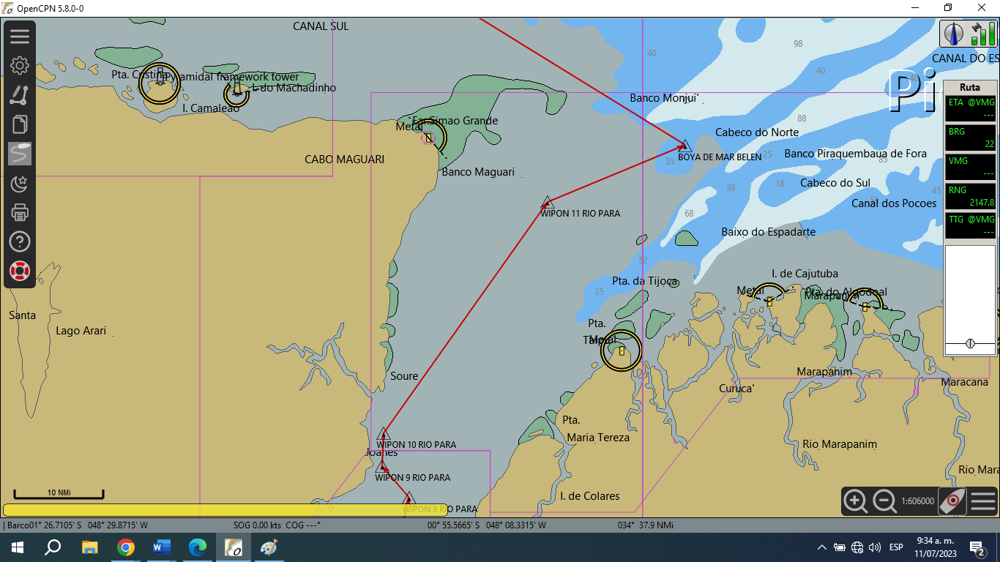 OpenCPN 5.8.0-0
CANAL SUL
98
40
CANAL DO ES
40
40
Pi
Pta. Cristina
Pyramidal framework tower
I. do Machadinho
I. Camaleao
Banco Monjui'
88
Far Simao Grande
Metal
Cabeco do Norte
CABO MAGUARI
Banco Maguari
BOYA DE MAR BELEN
35
25
Banco Piraquembaua de Fora
85
39
18
Cabeco do Sul
45
Canal dos Pocoes
WIPON 11 RIO PARA
68
Baixo do Espadarte
52
Pta. da Tijoca
35
I. de Cajutuba
Metal
Pta. do Algodoal
Marapanim
Santa
Lago Arari
Pta.
Metal
Soure
Marapanim
Maracana
Curuca'
Pta.
Maria Tereza
WIPON 10 RIO PARA
Joanes
Rio Marapanim
WIPON 9 RIO PARA
Rio Mara
I. de Colares
WIPON 8 RIO PARA
10 NMi
Ruta
ETA @VMG
---
BRG
22
VMG
---
RNG
2147.8
TTG @VMG
---
1:606000
| Barco01° 26.7105' S 048° 29.8715' W
SOG 0.00 kts COG ---°
00° 55.5665' S 048° 08.3315' W
034° 37.9 NMi
ESP
9:34 a. m.
11/07/2023
2